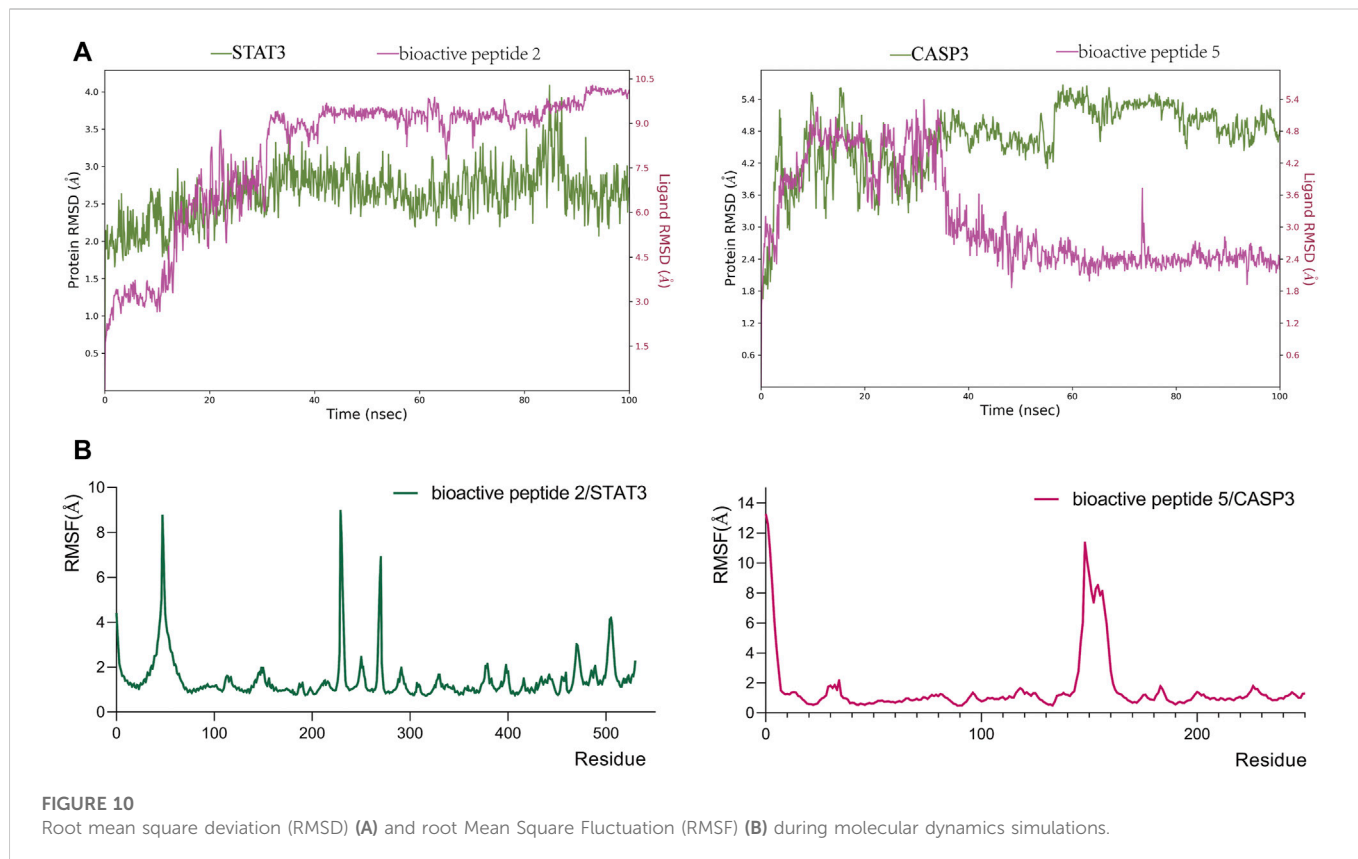 A
STAT3 bioactive peptide 2
4.0
3.5
3.0
2.5
2.0
1.5
1.0
0.5
Protein RMSD (Å)
10.5
9.0
7.5
6.0
4.5
3.0
1.5
Ligand RMSD (Å)
0 20 40 60 80 100
Time (nsec)
CASP3 bioactive peptide 5
5.4
4.8
4.2
3.6
3.0
2.4
1.8
1.2
0.6
Protein RMSD (Å)
5.4
4.8
4.2
3.6
3.0
2.4
1.8
1.2
0.6
Ligand RMSD (Å)
0 20 40 60 80 100
Time (nsec)
B
bioactive peptide 2/STAT3
10
8
6
4
2
0
RMSF(Å)
0 100 200 300 400 500
Residue
bioactive peptide 5/CASP3
14
12
10
8
6
4
2
0
RMSF(Å)
0 100 200
Residue
FIGURE 10
Root mean square deviation (RMSD) (A) and root Mean Square Fluctuation (RMSF) (B) during molecular dynamics simulations.